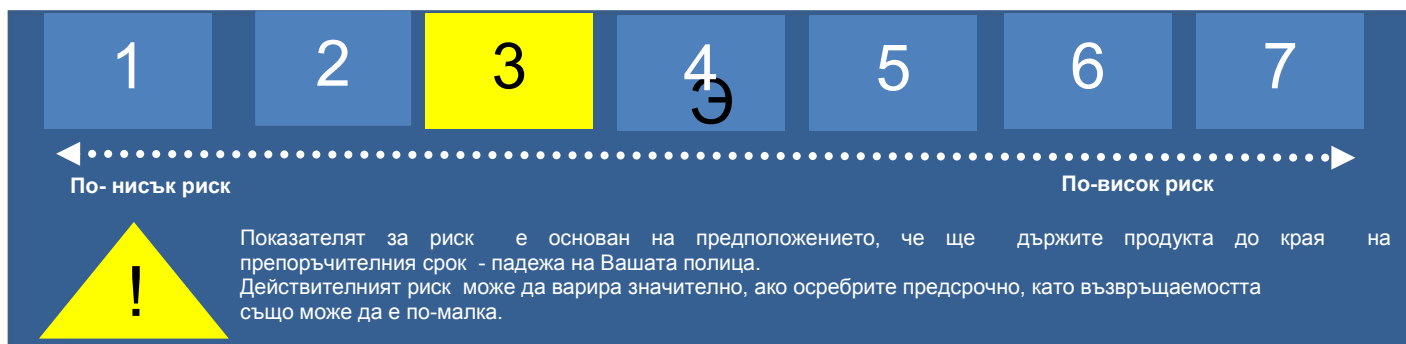 1 2 3 4 5 6 7
Э
По- нисък риск По-висок риск
!
Показателят за риск е основан на предположението, че ще държите продукта до края на
препоръчителния срок - падежа на Вашата полица.
Действителният риск може да варира значително, ако осребрите предсрочно, като възвръщаемостта
също може да е по-малка.